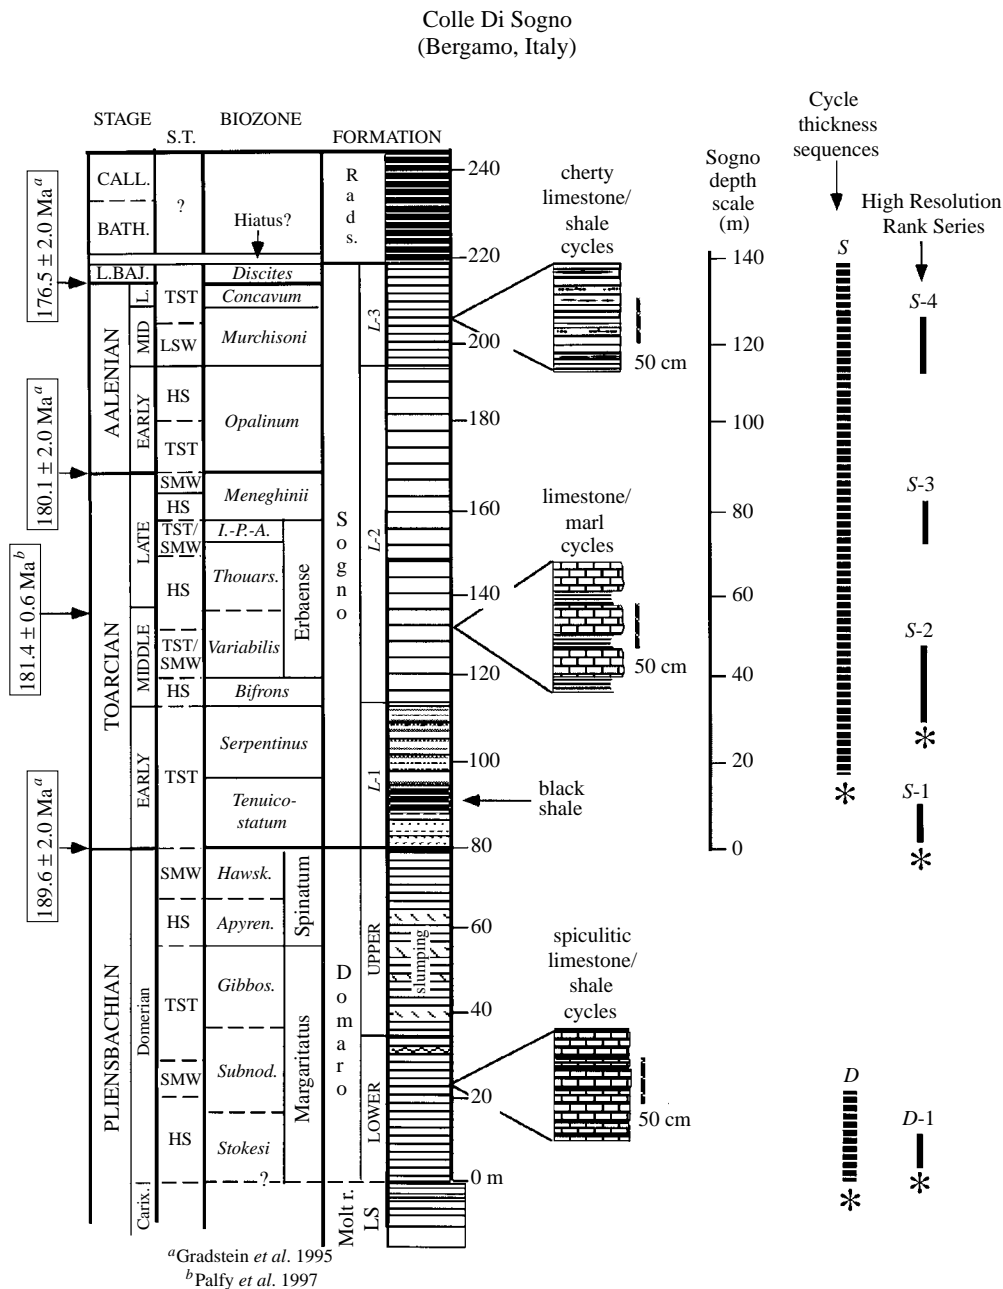 Colle Di Sogno
(Bergamo, Italy)
STAGE
S.T.
BIOZONE
FORMATION
CALL.
BATH.
L.BAJ.
?
Hiatus?
Discites
R a d s.
176.5 ± 2.0 Ma a
AALENIAN
L.
MID
EARLY
TST
LSW
HS
TST
Concavum
Murchisoni
Opalinum
180.1 ± 2.0 Ma a
TOARCIAN
LATE
MIDDLE
EARLY
SMW
HS
TST/
SMW
HS
TST/
SMW
HS
TST
Meneghinii
I.-P.-A.
Thouars.
Variabilis
Erbaense
Bifrons
Serpentinus
Tenuico-
statum
181.4 ± 0.6 Ma b
189.6 ± 2.0 Ma a
S o g n o
L-3
L-2
L-1
PLIENSBACHIAN
Domerian
Carix.
SMW
HS
TST
SMW
HS
Hawsk.
Apyren.
Spinatum
Gibbos.
Subnod.
Stokesi
?
Margaritatus
D o m a r o
UPPER
LOWER
slumping
Molt r.
LS
240
220
200
180
160
140
120
100
80
60
40
20
0 m
cherty
limestone/
shale
cycles
50 cm
limestone/
marl
cycles
50 cm
black
shale
spiculitic
limestone/
shale
cycles
50 cm
Sogno
depth
scale
(m)
140
120
100
80
60
40
20
0
Cycle
thickness
sequences
High Resolution
Rank Series
S
S-4
S-3
S-2
*
*
S-1
*
D
D-1
*
*
a Gradstein et al. 1995
b Palfy et al. 1997